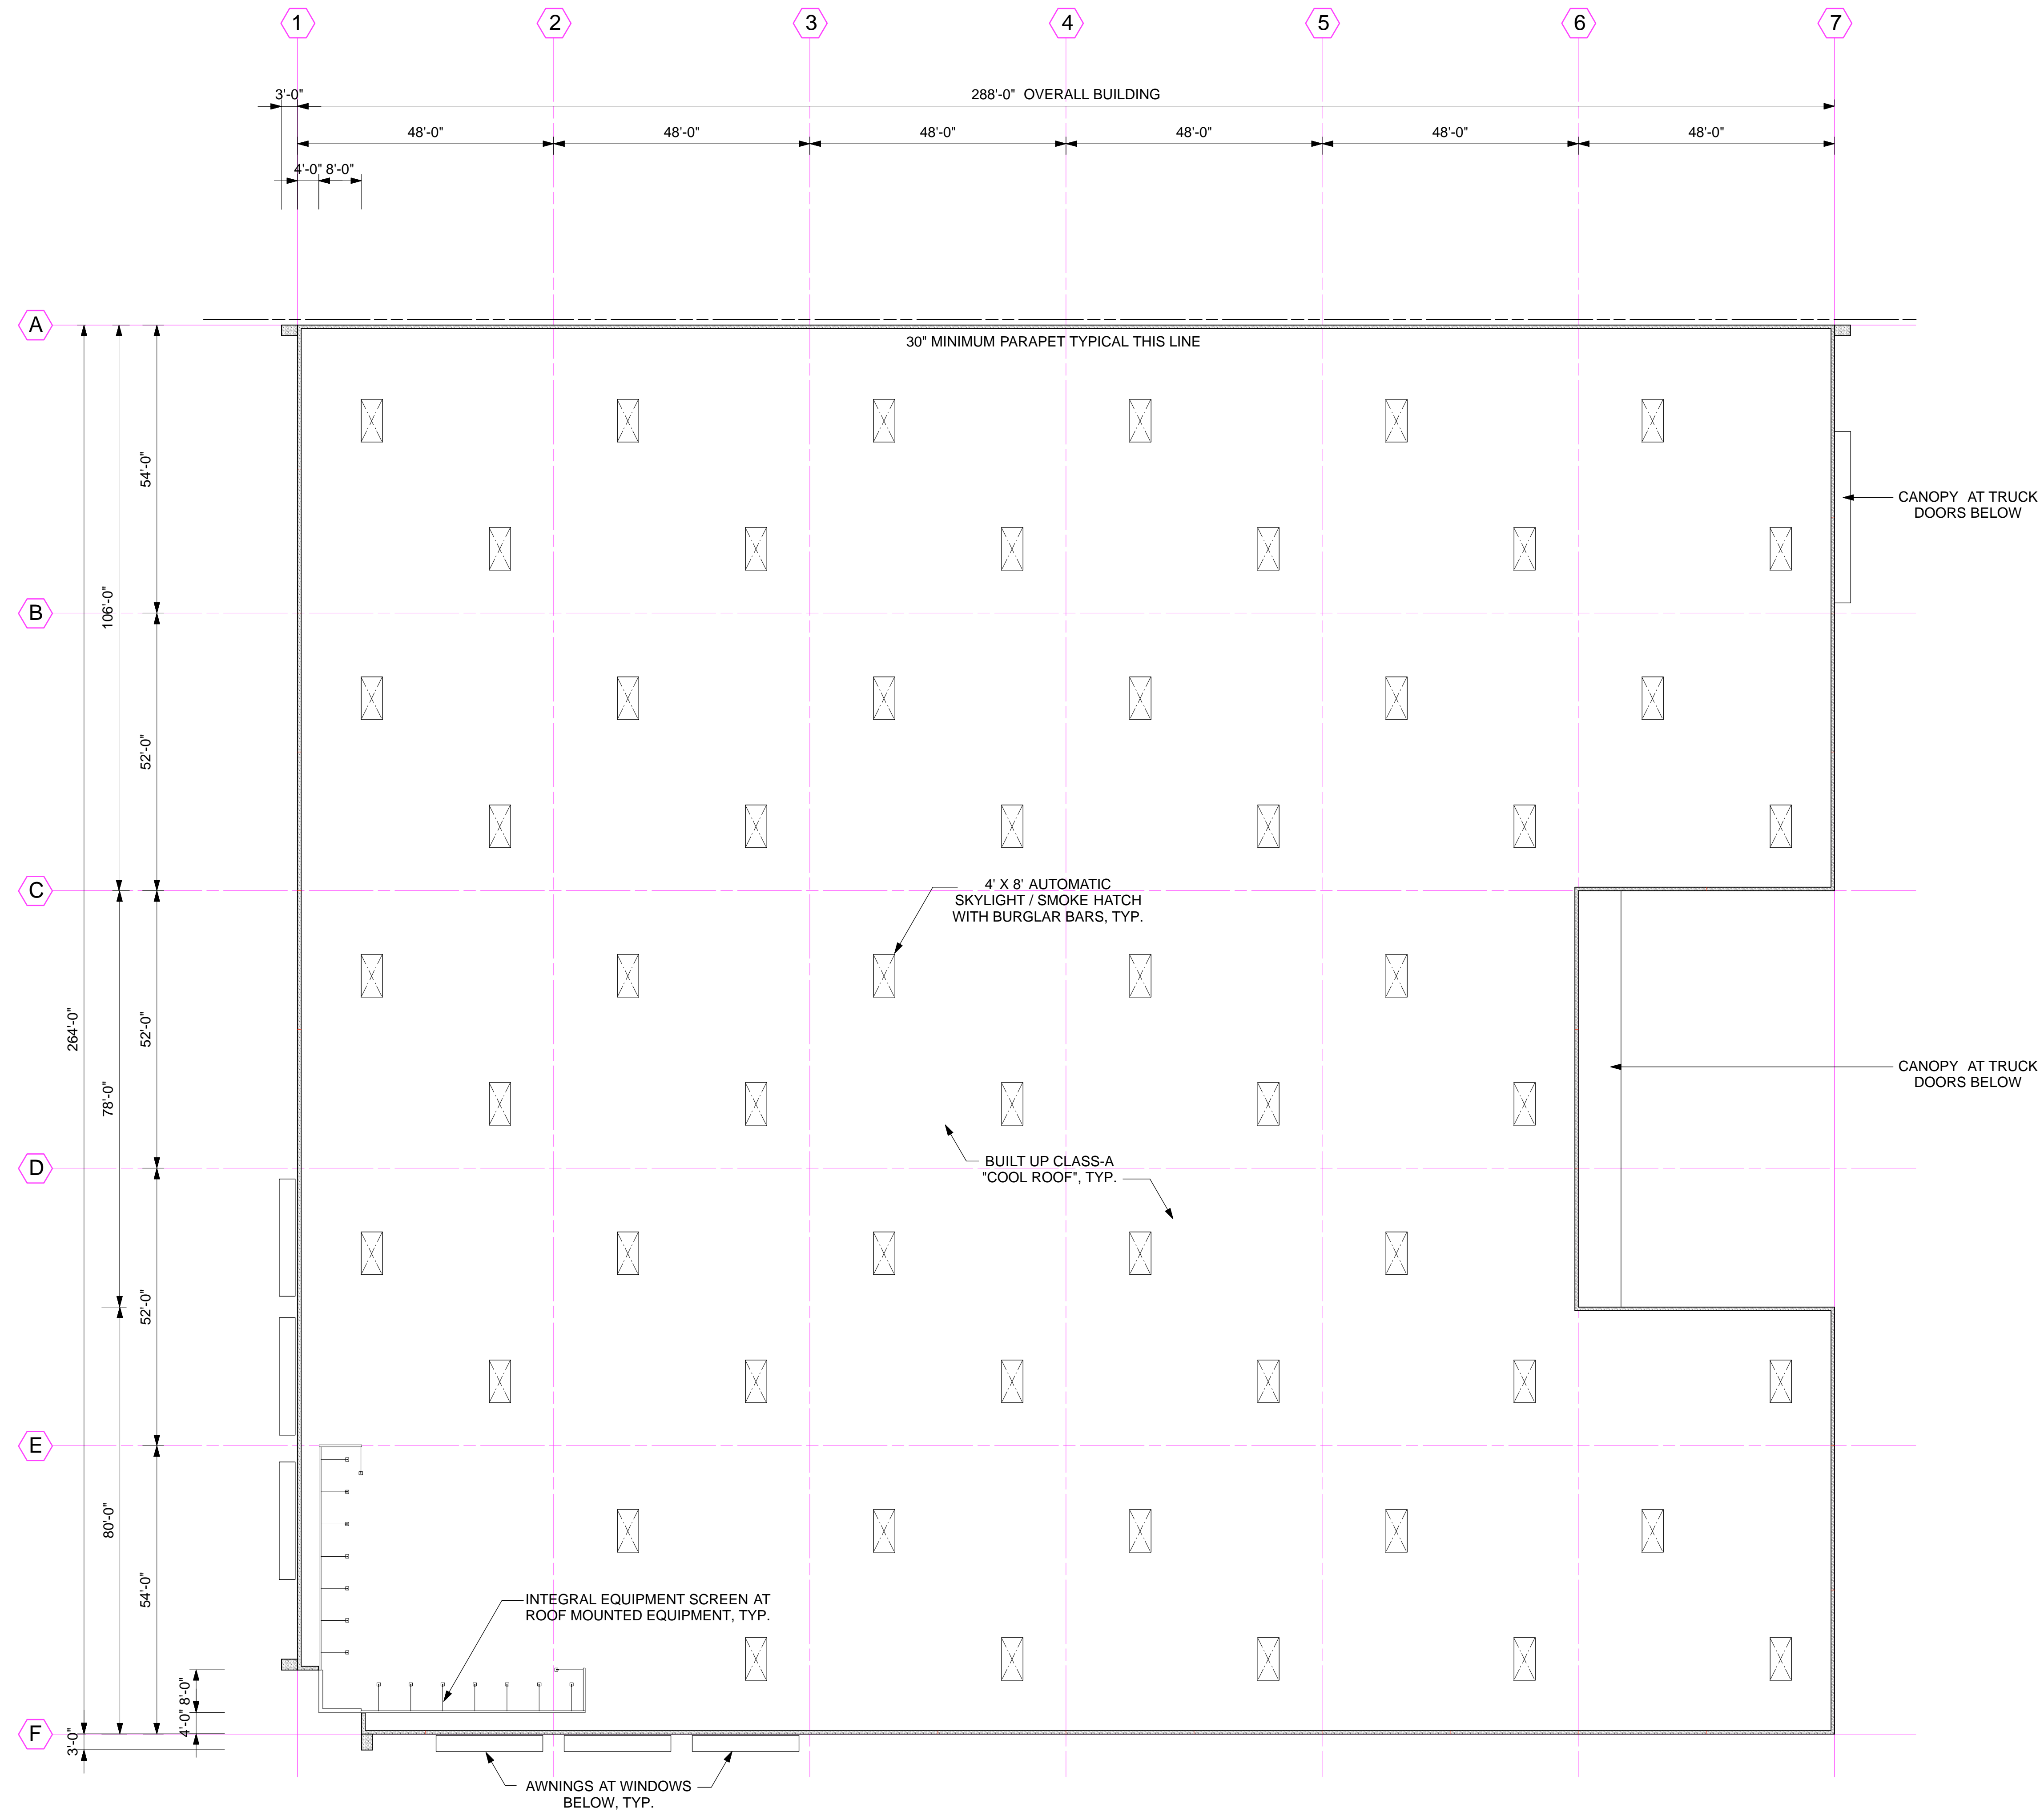 1
2
3
4
5
6
7
3'-0"
288'-0" OVERALL BUILDING
48'-0"
48'-0"
48'-0"
48'-0"
48'-0"
48'-0"
4'-0" 8'-0"
A
30" MINIMUM PARAPET TYPICAL THIS LINE
54'-0"
CANOPY AT TRUCK
DOORS BELOW
106'-0"
B
52'-0"
C
4' X 8' AUTOMATIC
SKYLIGHT / SMOKE HATCH
WITH BURGLAR BARS, TYP.
264'-0"
52'-0"
78'-0"
CANOPY AT TRUCK
DOORS BELOW
D
BUILT UP CLASS-A
"COOL ROOF", TYP.
52'-0"
E
80'-0"
54'-0"
INTEGRAL EQUIPMENT SCREEN AT
ROOF MOUNTED EQUIPMENT, TYP.
4'-0" 8'-0"
F
3'-0"
AWNINGS AT WINDOWS
BELOW, TYP.